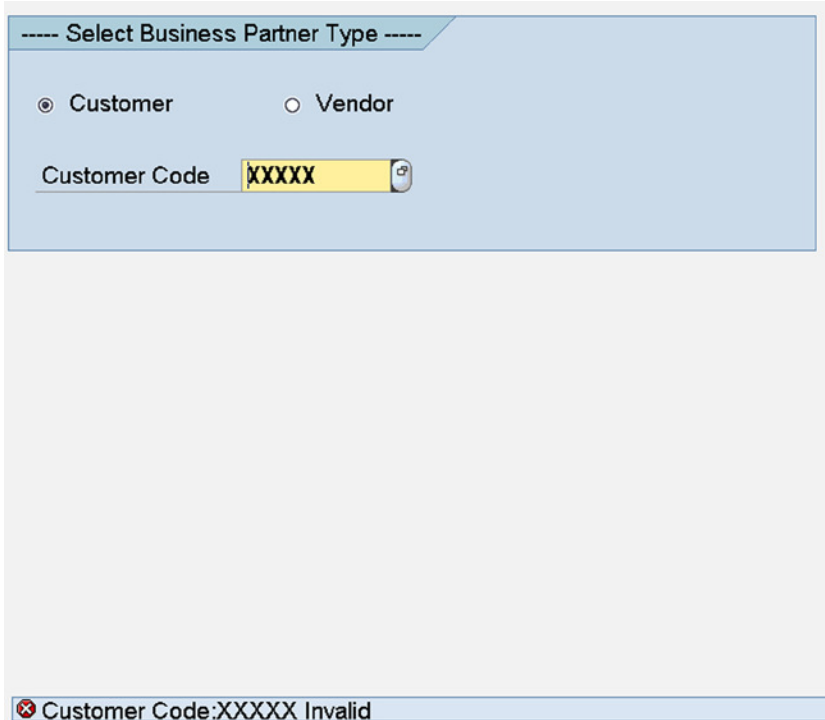 ----- Select Business Partner Type -----
Customer Vendor
Customer Code XXXXX
Customer Code:XXXXX Invalid